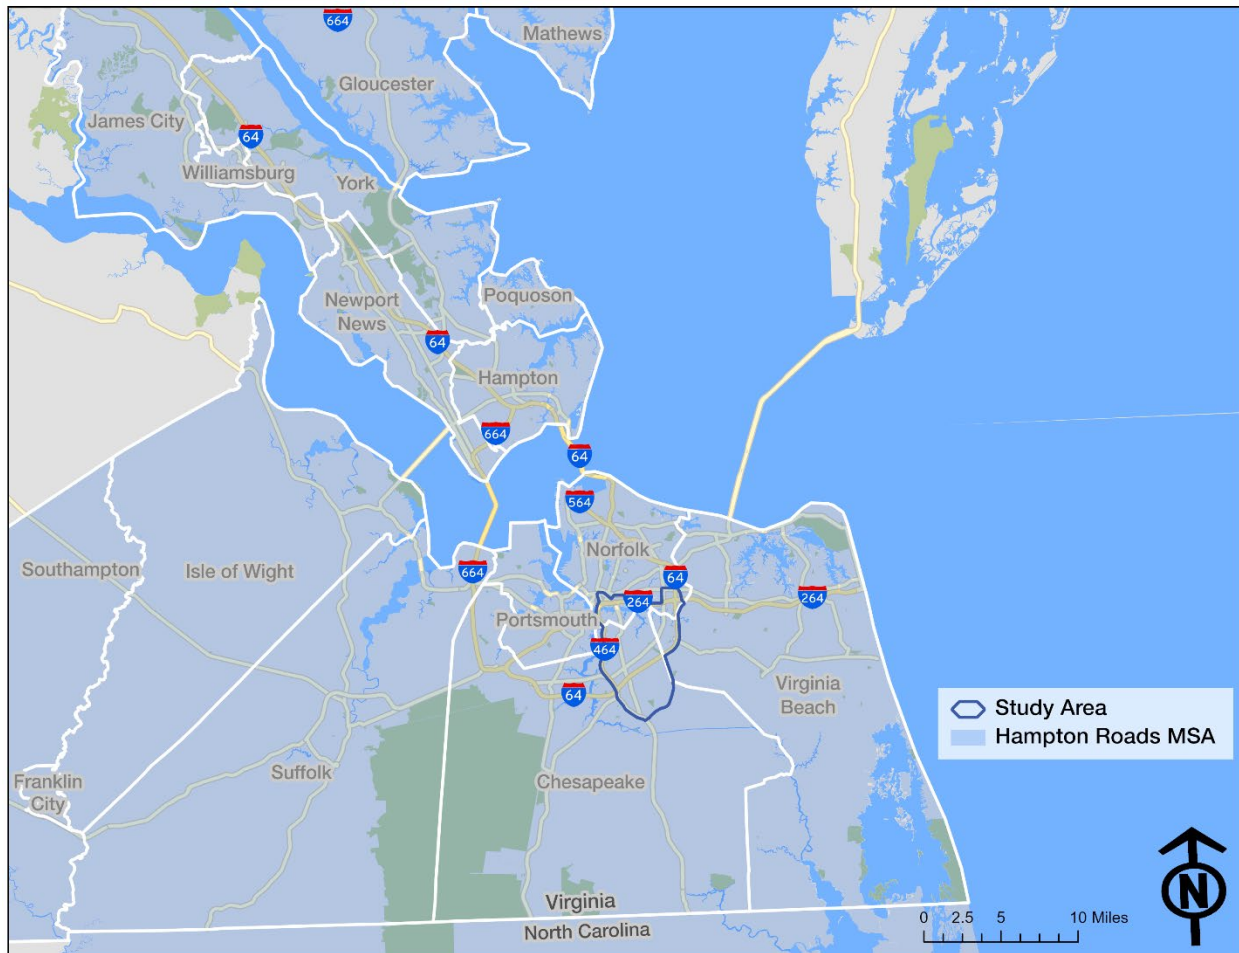 664
Mathews
Gloucester
James City
64
Williamsburg
York
Newport
News
Poquoson
64
Hampton
664
64
564
Norfolk
Southampton
Isle of Wight
664
64
264
264
Portsmouth
464
64
Virginia
Beach
Study Area
Hampton Roads MSA
Suffolk
Chesapeake
Franklin
City
Virginia
North Carolina
0 2.5 5 10 Miles
N